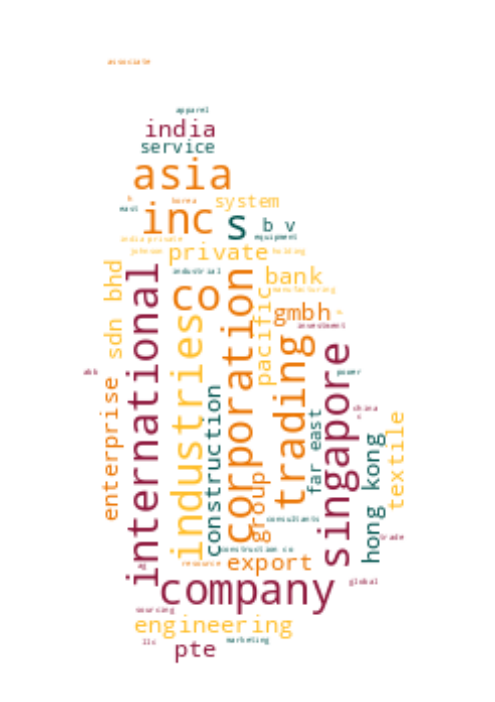 associate
apparel
india
service
asia
b
korea
system
east
inc
s
b v
equipment
india private
johnson
private
holding
industrial
bank
sdn bhd
international
co
corporation
pacific
manufacturing
gmbh
investment
industries
trading
singapore
abb
power
enterprise
construction
far east
china
textile
hong kong
group
consultants
trade
construction co
ag
resource
export
company
global
sourcing
engineering
llc
marketing
pte